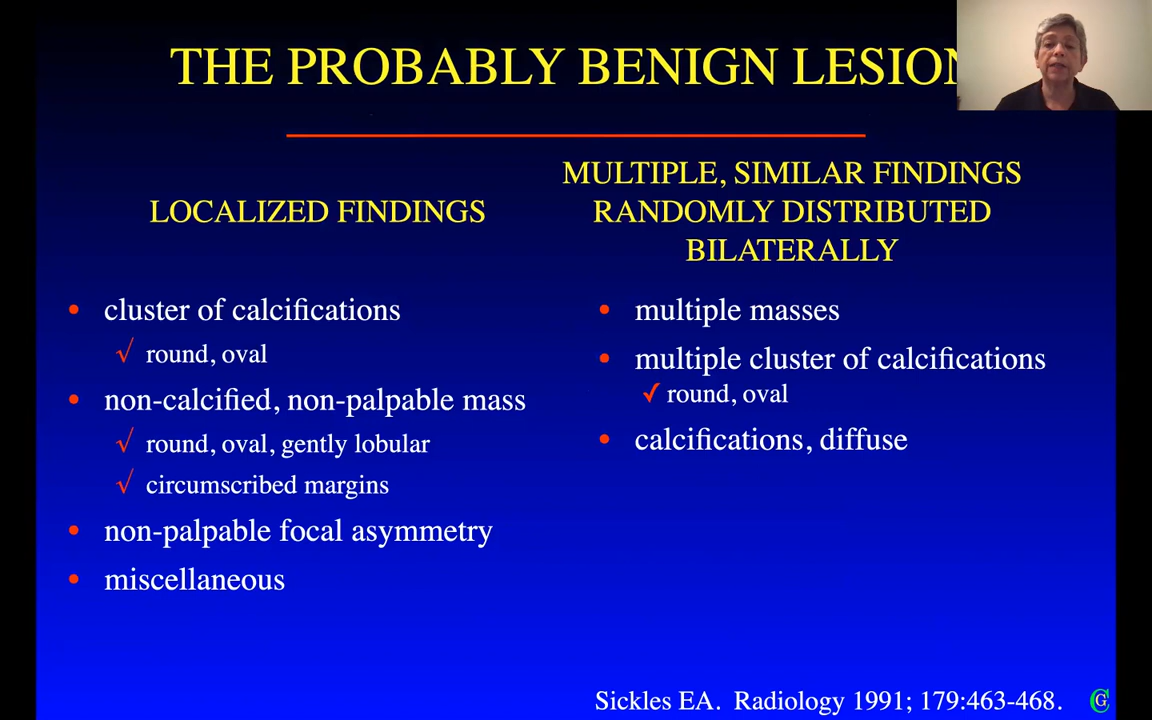 THE PROBABLY BENIGN LESION
LOCALIZED FINDINGS
• cluster of calcifications
√ round, oval
• non-calcified, non-palpable mass
√ round, oval, gently lobular
√ circumscribed margins
• non-palpable focal asymmetry
• miscellaneous
MULTIPLE, SIMILAR FINDINGS
RANDOMLY DISTRIBUTED
BILATERALLY
• multiple masses
• multiple cluster of calcifications
✓ round, oval
• calcifications, diffuse
Sickles EA. Radiology 1991; 179:463-468.
CG